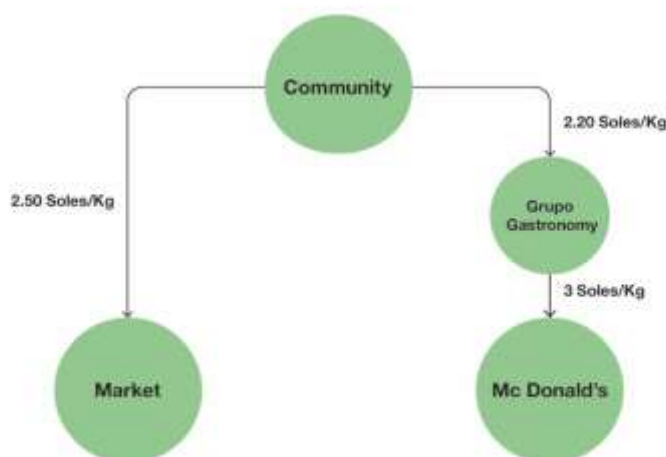 Community
2.20 Soles/Kg
2.50 Soles/Kg
Grupo
Gastronomy
3 Soles/Kg
Market
Mc Donald's